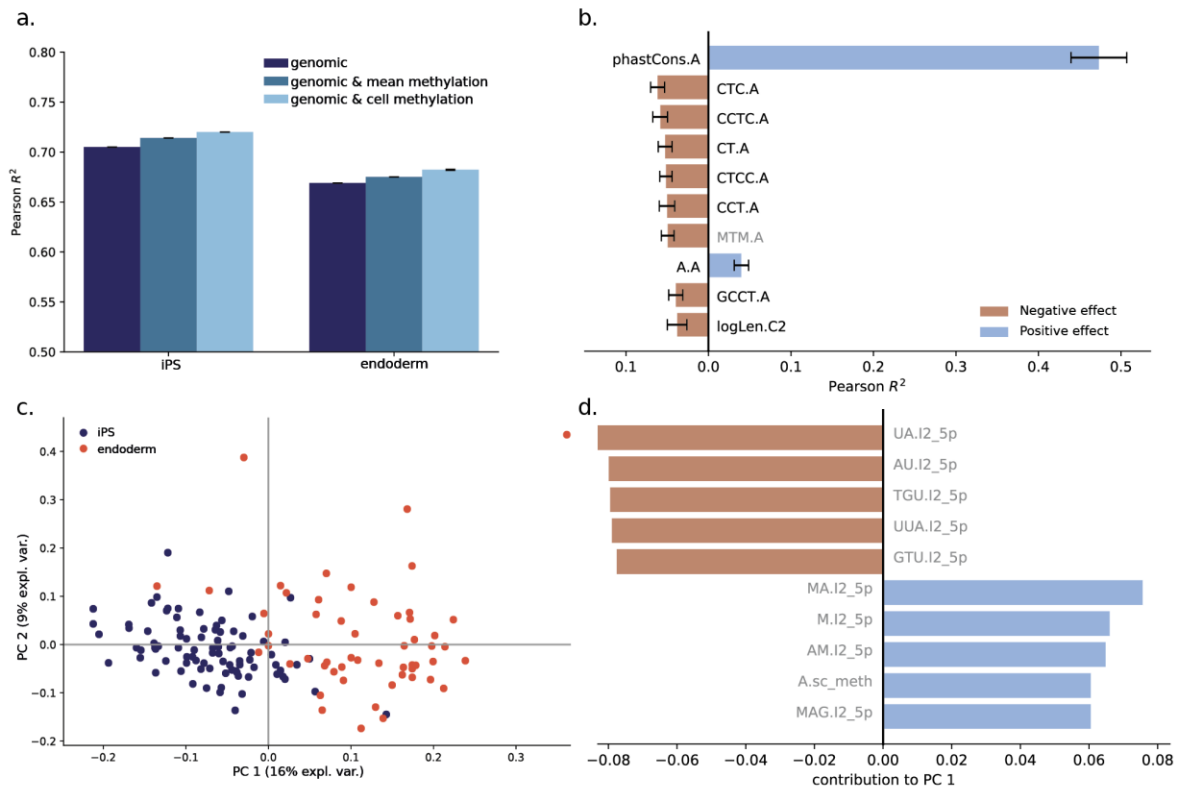 a.
0.80
0.75
0.70
0.65
0.60
0.55
0.50
Pearson R²
genomic
genomic & mean methylation
genomic & cell methylation
iPS
endoderm
b.
phastCons.A
CTC.A
CCTC.A
CT.A
CTCC.A
CCT.A
MTM.A
A.A
GCCT.A
logLen.C2
Negative effect
Positive effect
0.1
0.0
0.1
0.2
0.3
0.4
0.5
Pearson R²
c.
iPS
endoderm
0.4
0.3
0.2
0.1
0.0
−0.1
−0.2
PC 2 (9% expl. var.)
−0.2
−0.1
0.0
0.1
0.2
0.3
PC 1 (16% expl. var.)
d.
UA.I2_5p
AU.I2_5p
TGU.I2_5p
UUA.I2_5p
GTU.I2_5p
MA.I2_5p
M.I2_5p
AM.I2_5p
A.sc_meth
MAG.I2_5p
−0.08
−0.06
−0.04
−0.02
0.00
0.02
0.04
0.06
0.08
contribution to PC 1